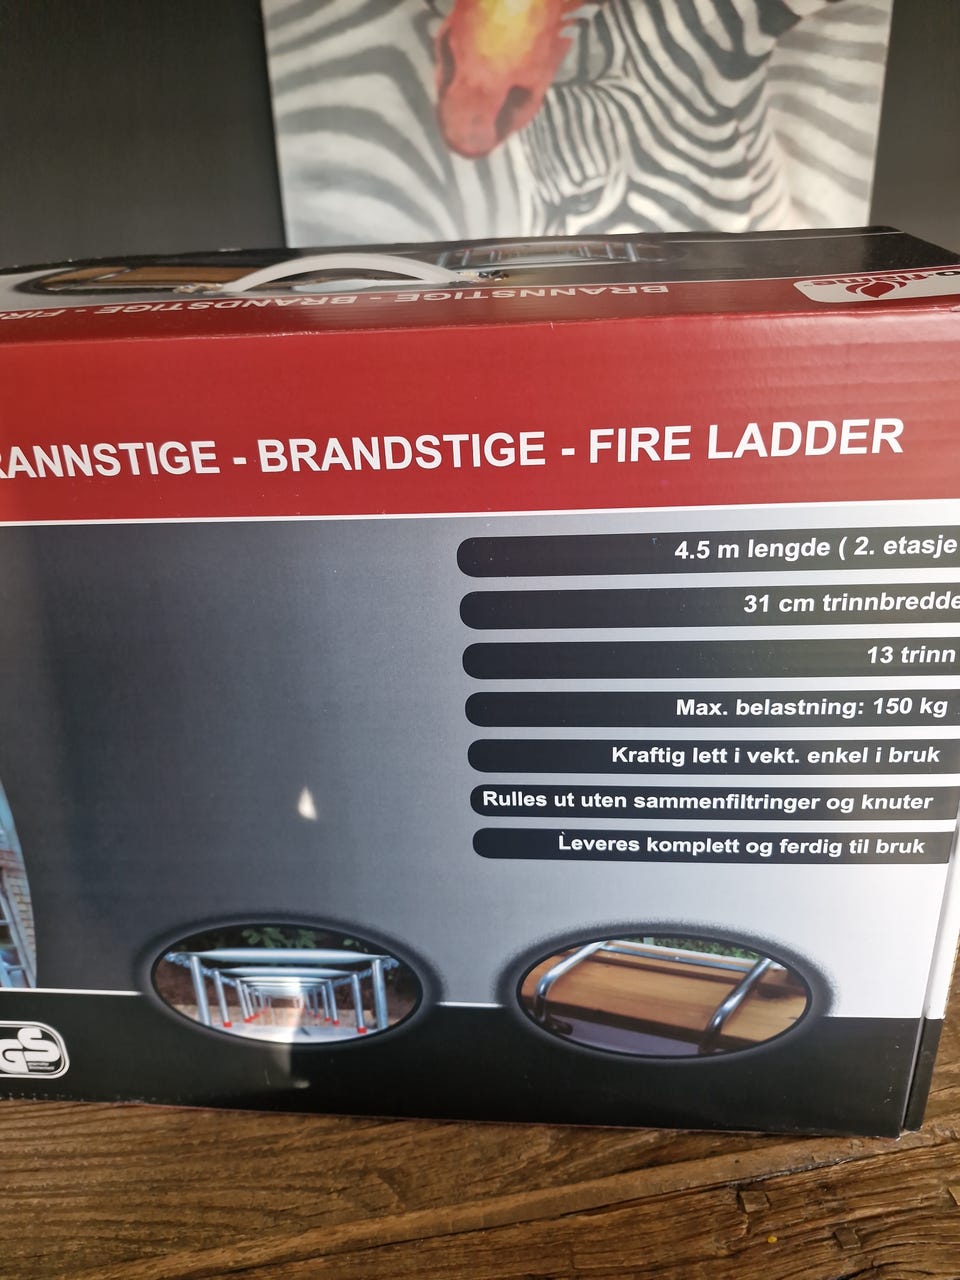 BRANNSTIGE - BRANDSTIGE - FIRE
RANNSTIGE - BRANDSTIGE - FIRE LADDER
4.5 m lengde ( 2. etasje
31 cm trinnbredde
13 trinn
Max. belastning: 150 kg
Kraftig lett i vekt. enkel i bruk
Rulles ut uten sammenfiltringer og knuter
Leveres komplett og ferdig til bruk
GS